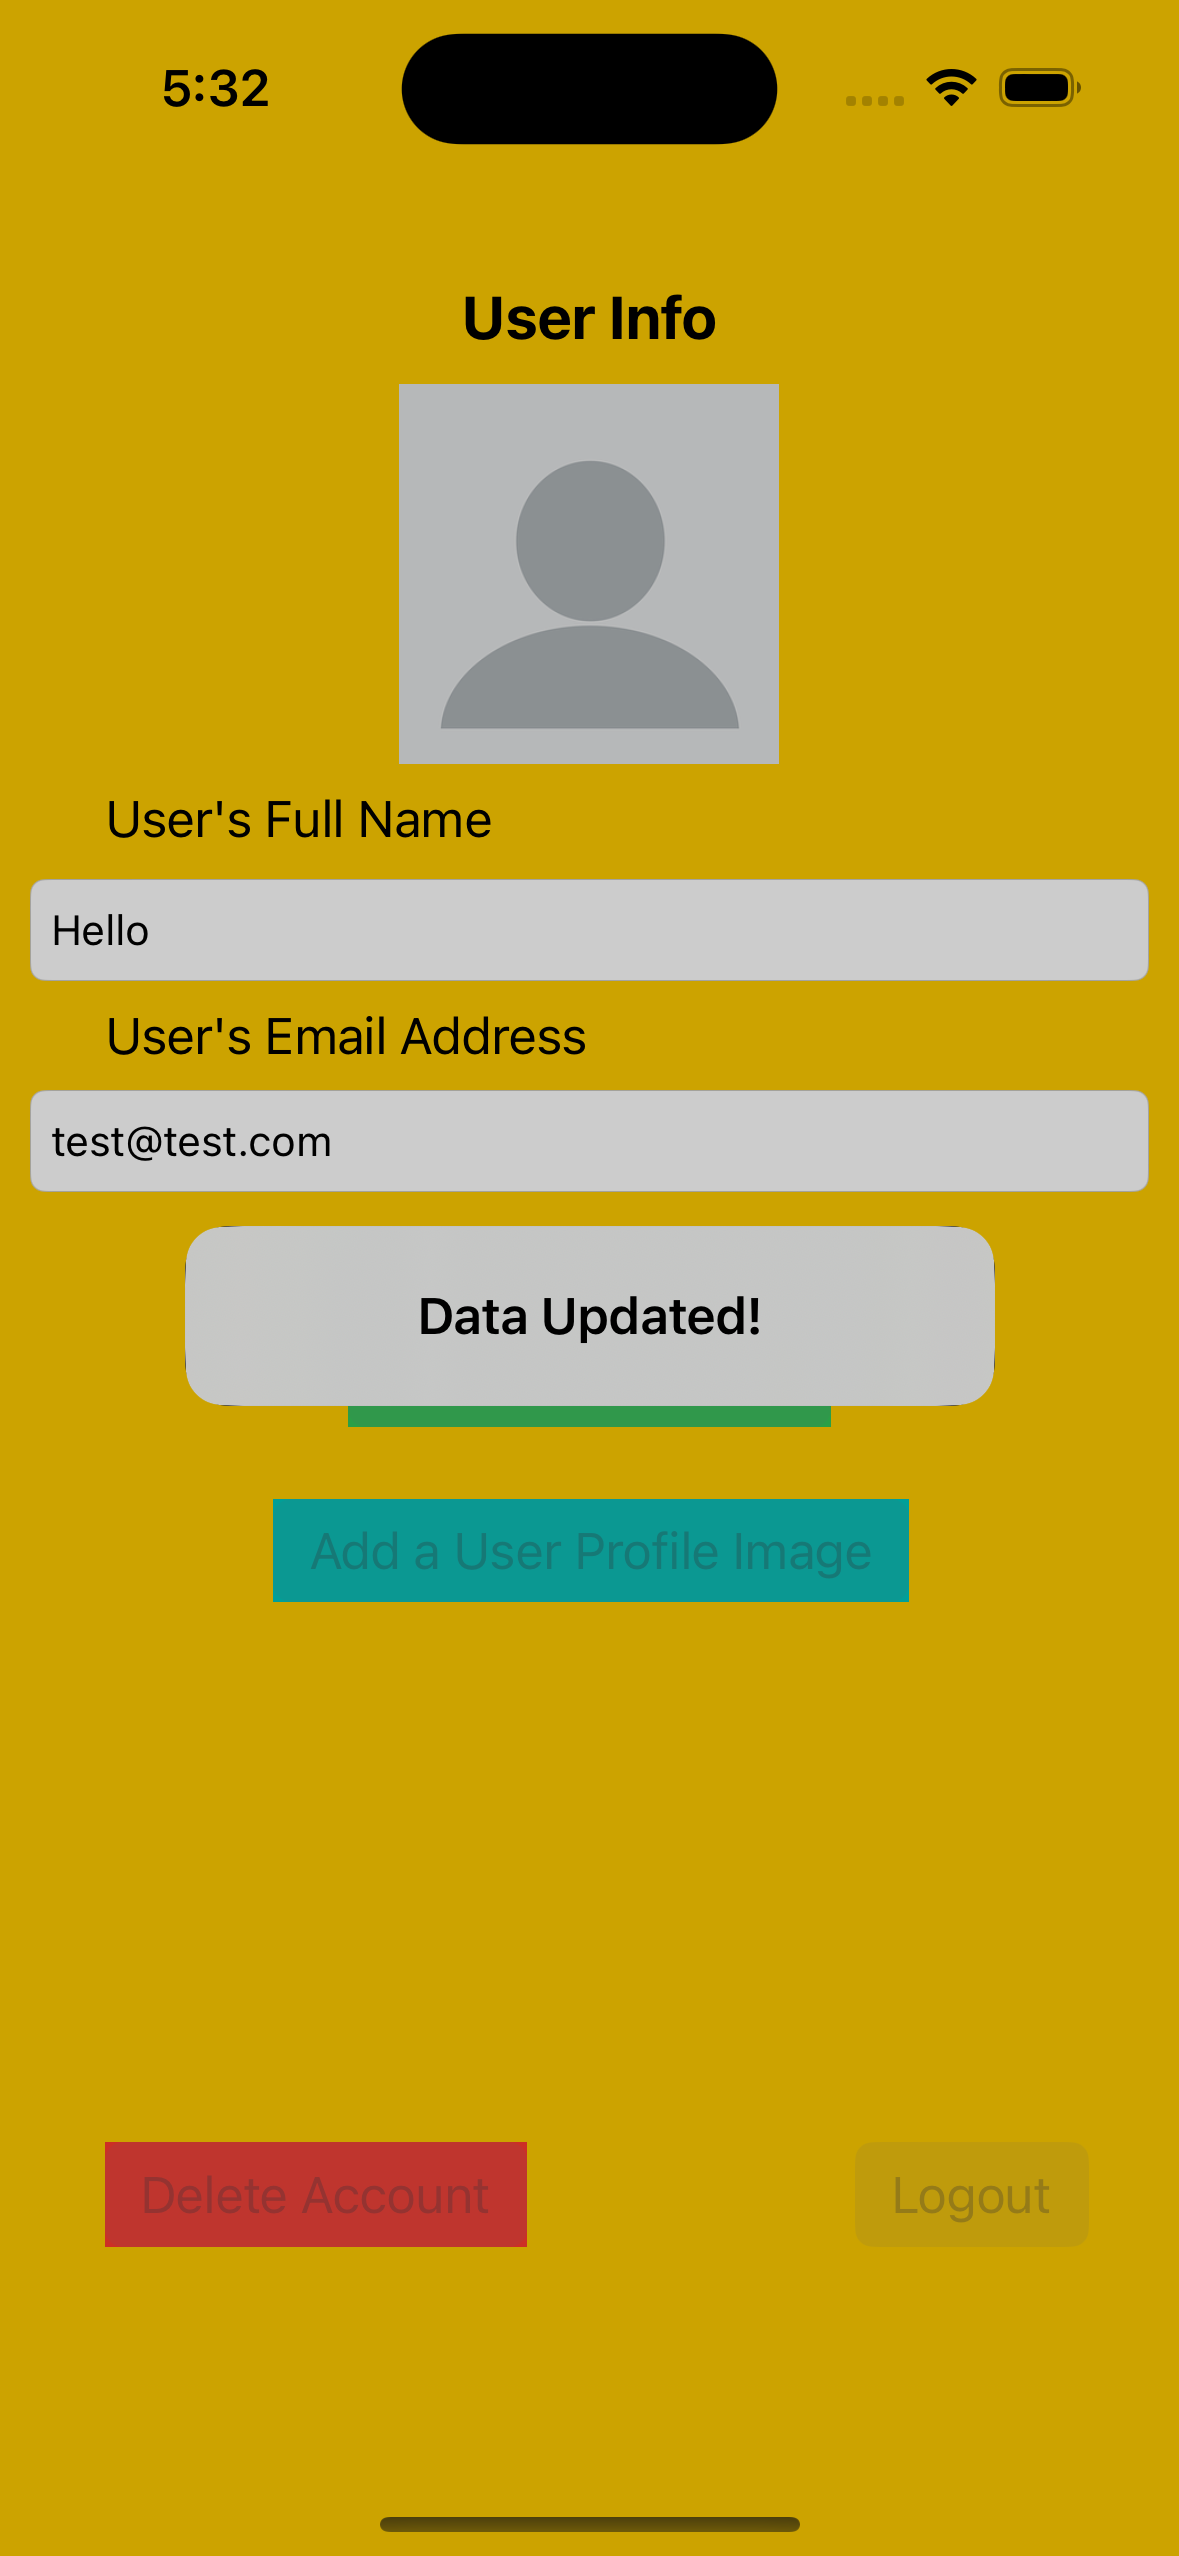 5:32
User Info
User's Full Name
Hello
User's Email Address
test@test.com
Data Updated!
Add a User Profile Image
Delete Account
Logout